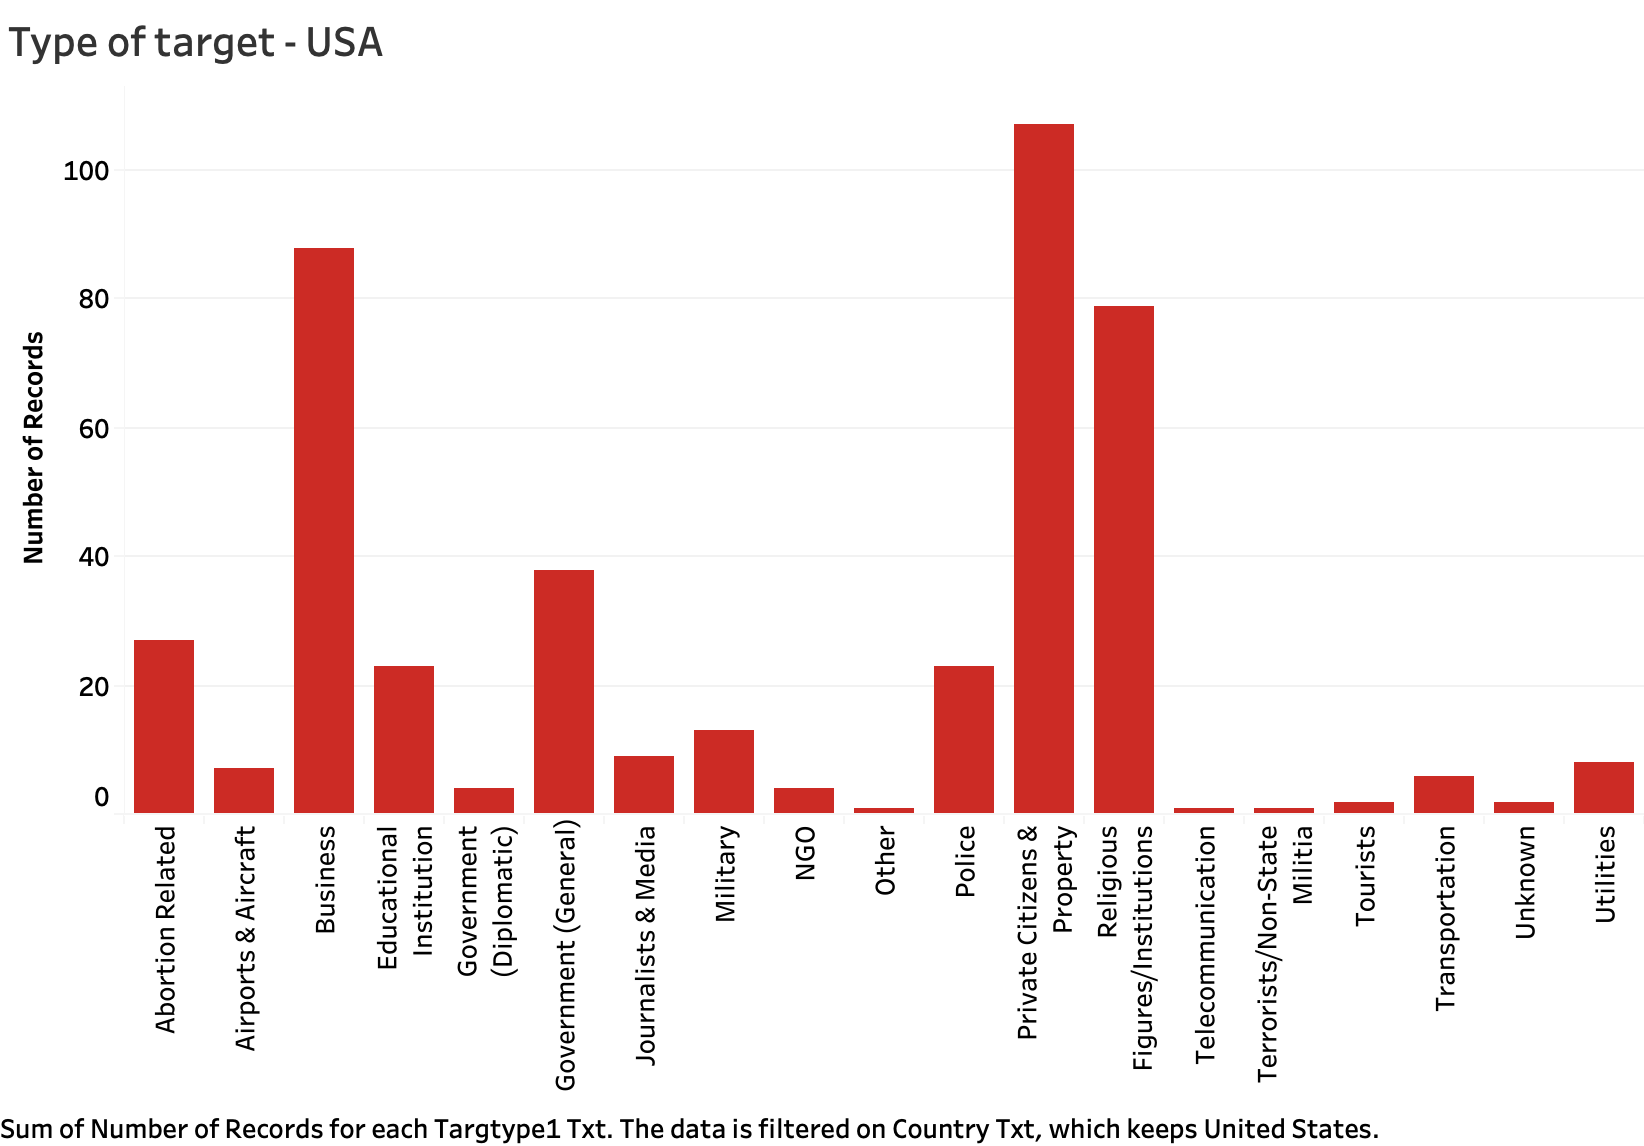 Type of target - USA
Number of Records
100
80
60
40
20
0
Abortion Related
Airports & Aircraft
Business
Educational
Institution
Government
(Diplomatic)
Government (General)
Journalists & Media
Military
NGO
Other
Police
Private Citizens &
Property
Religious
Figures/Institutions
Telecommunication
Terrorists/Non-State
Militia
Tourists
Transportation
Unknown
Utilities
Sum of Number of Records for each Targtype1 Txt. The data is filtered on Country Txt, which keeps United States.